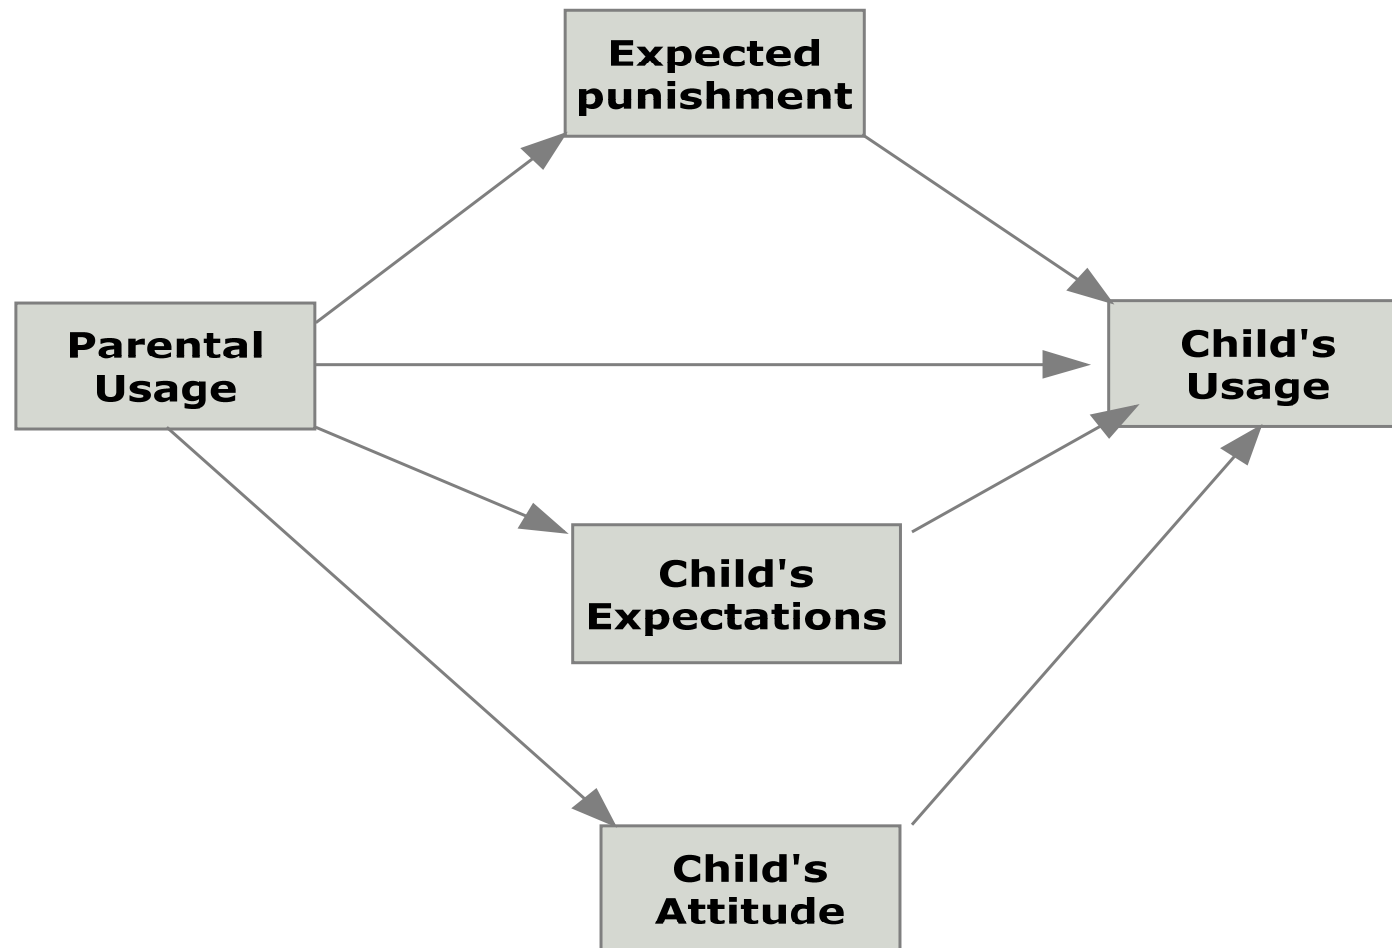 Expected
punishment
Parental
Usage
Child's
Usage
Child's
Expectations
Child's
Attitude